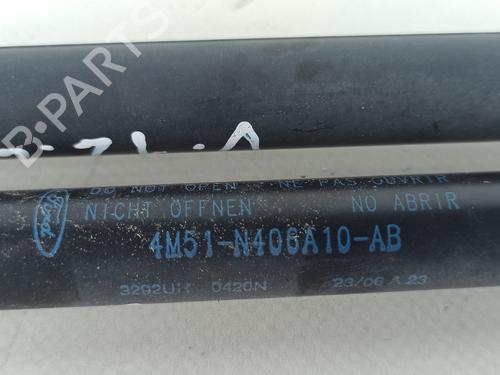 DO NOT OPEN NE PAS OUVRIR
Ford NICHT ÖFFNEN NO ABRIR
4M51-N406A10-AB
3292UH 0420N 23/06 A 23
B-PARTS